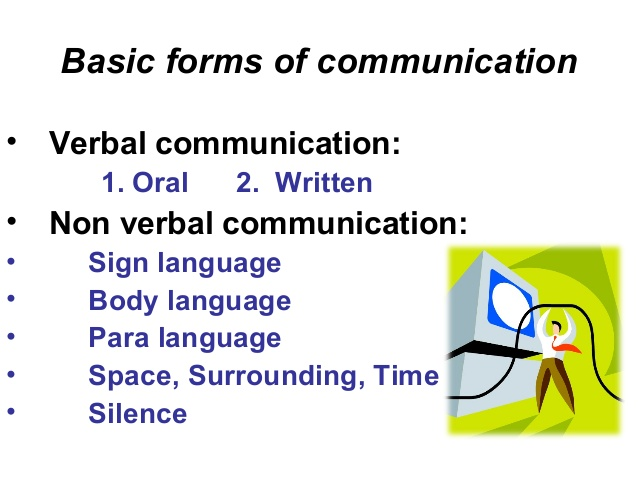 Basic forms of communication
• Verbal communication:
1. Oral 2. Written
• Non verbal communication:
• Sign language
• Body language
• Para language
• Space, Surrounding, Time
• Silence